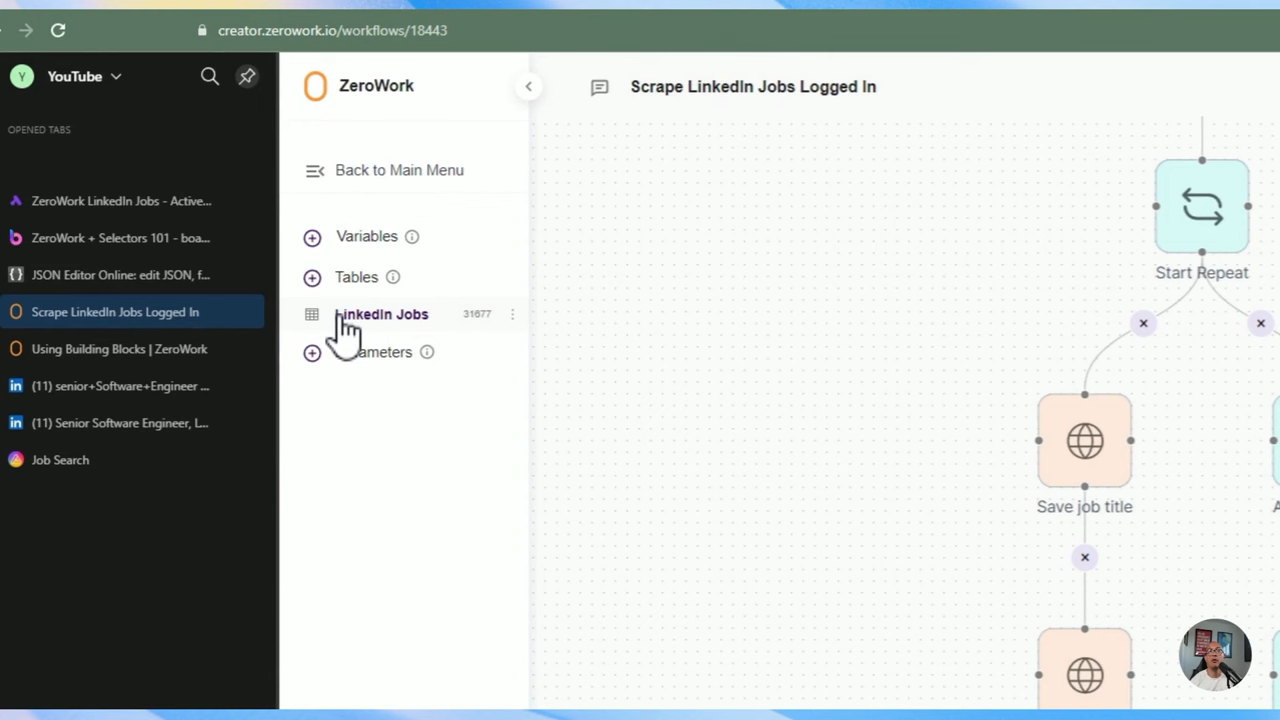 creator.zerowork.io/workflows/18443
Y YouTube
OPENED TABS
ZeroWork LinkedIn Jobs - Active...
ZeroWork + Selectors 101 - boa...
JSON Editor Online: edit JSON, f...
Scrape LinkedIn Jobs Logged In
Using Building Blocks | ZeroWork
(11) senior+Software+Engineer ...
(11) Senior Software Engineer, L...
Job Search
ZeroWork
Back to Main Menu
Variables
Tables
LinkedIn Jobs 31677
ameters
Scrape LinkedIn Jobs Logged In
Start Repeat
Save job title
A